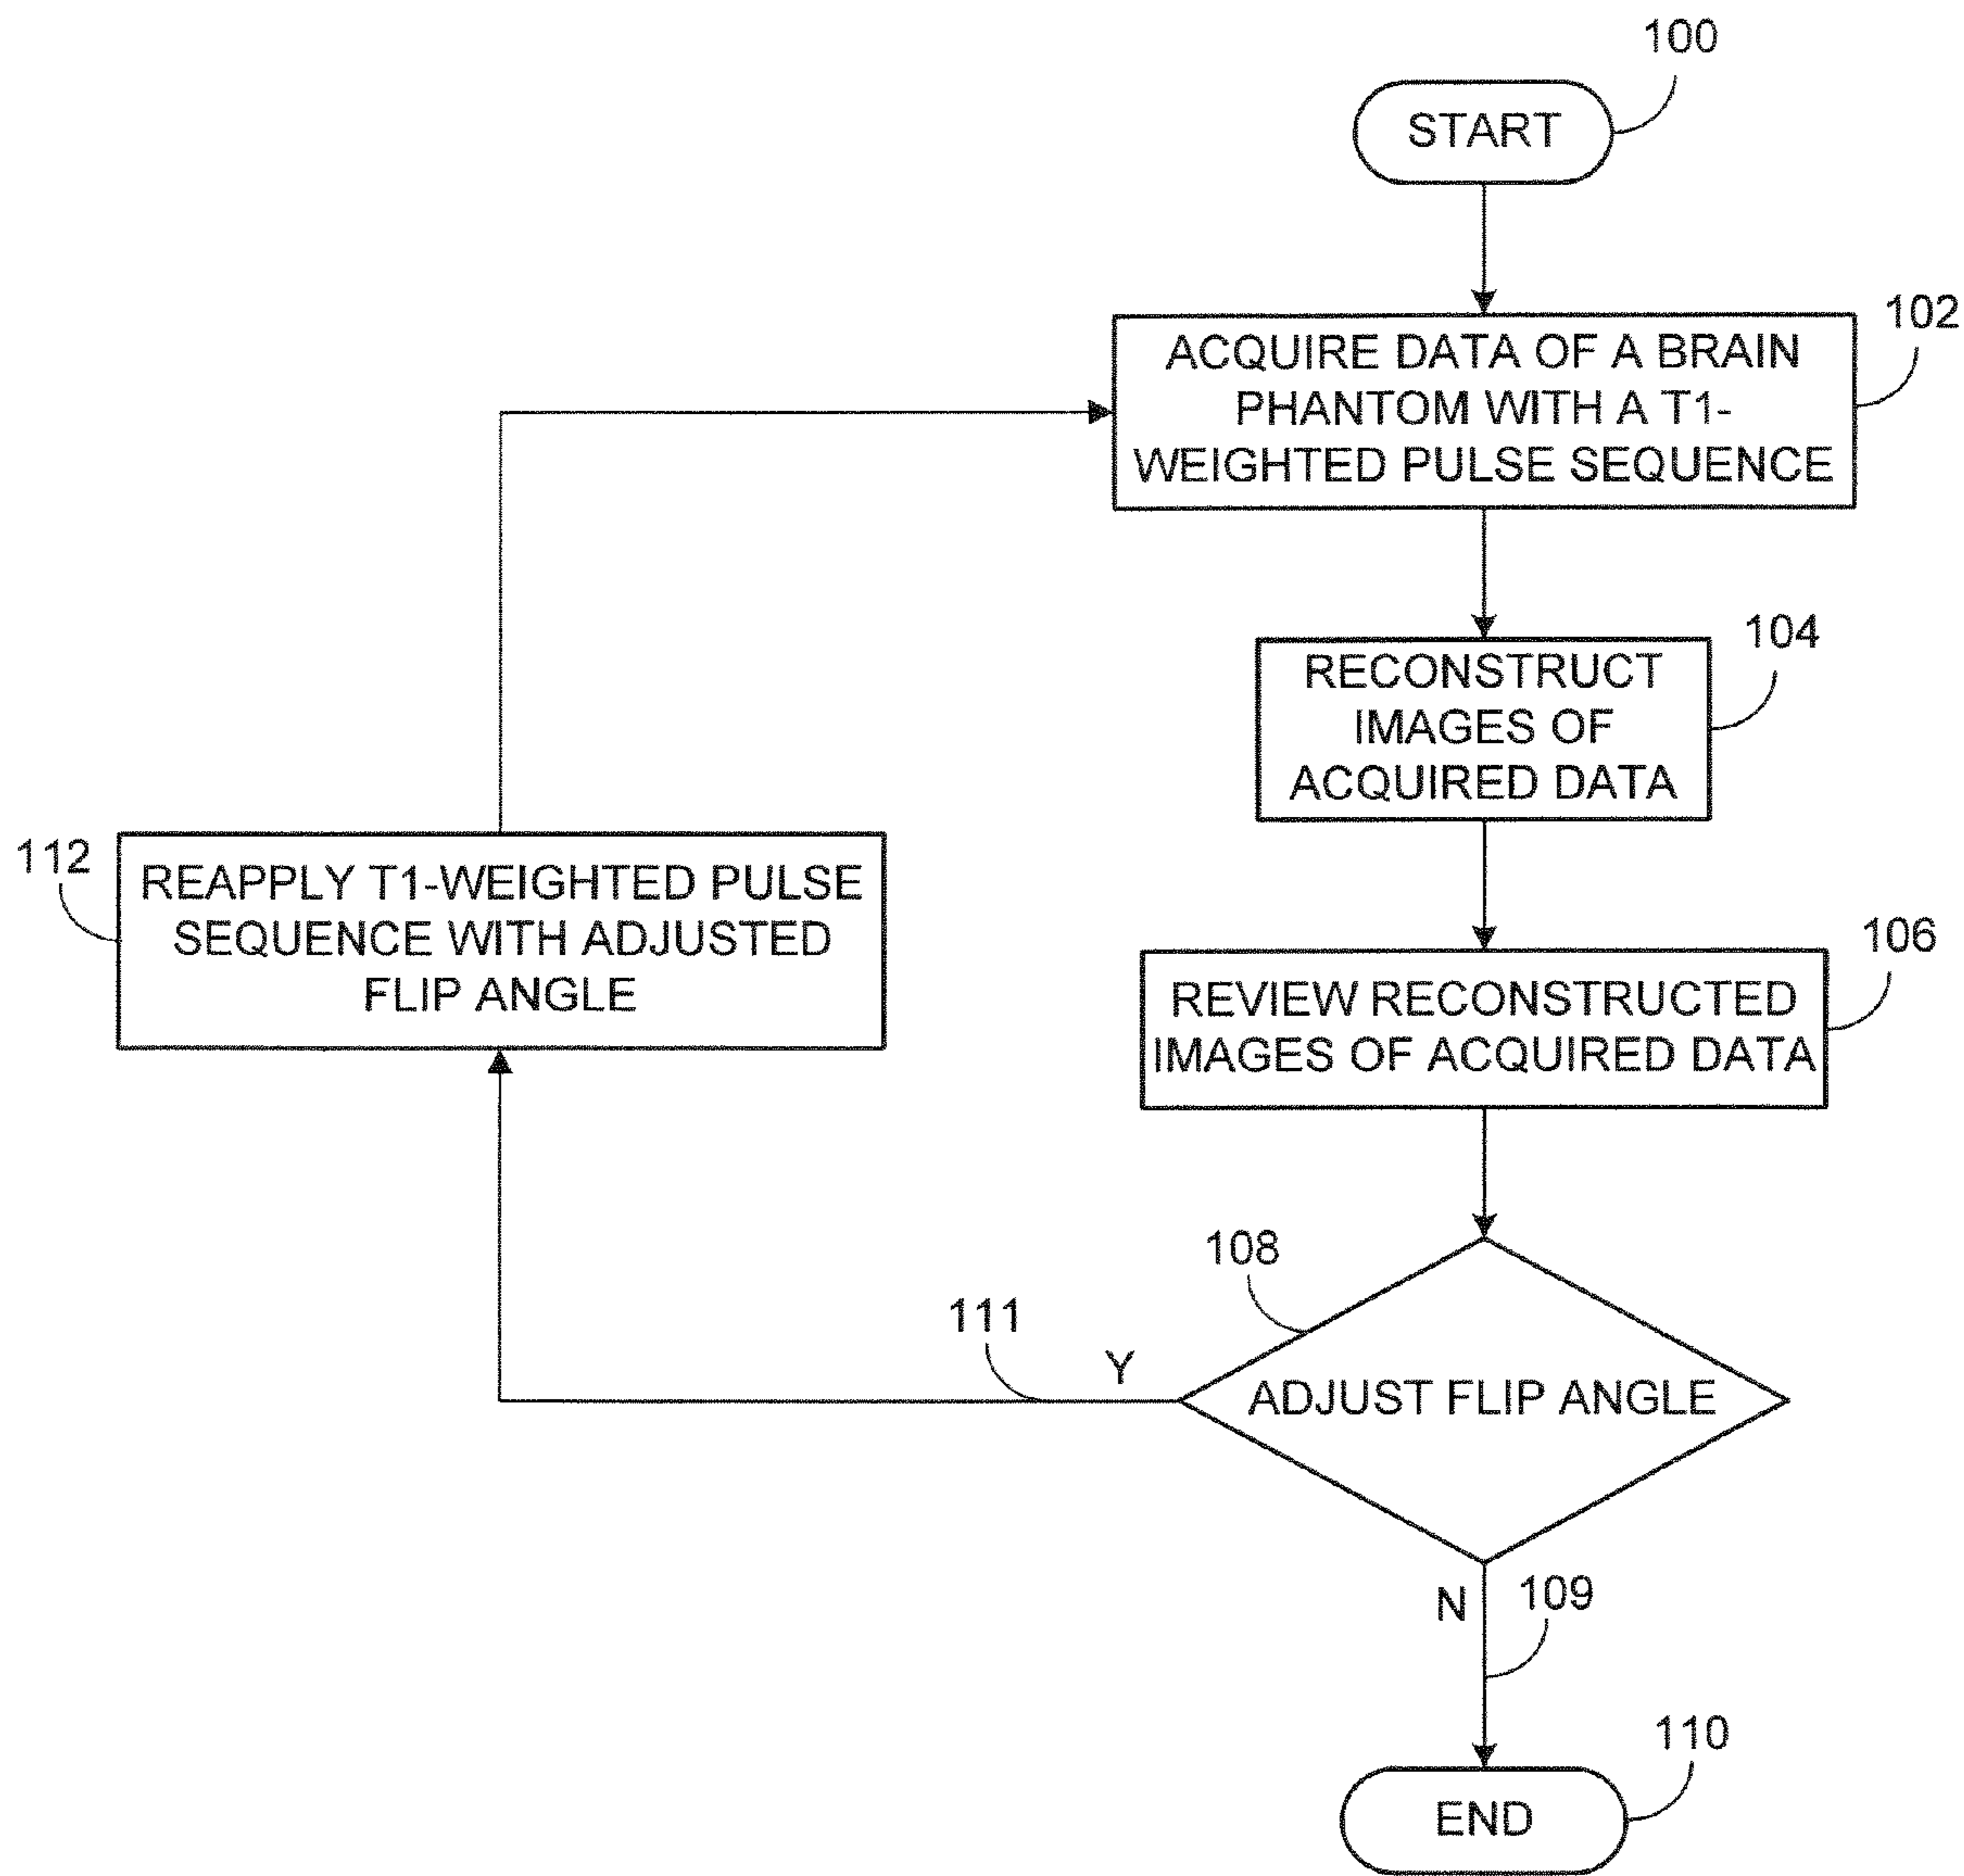 100
START
102
ACQUIRE DATA OF A BRAIN
PHANTOM WITH A T1-
WEIGHTED PULSE SEQUENCE
104
RECONSTRUCT
IMAGES OF
ACQUIRED DATA
112
REAPPLY T1-WEIGHTED PULSE
SEQUENCE WITH ADJUSTED
FLIP ANGLE
106
REVIEW RECONSTRUCTED
IMAGES OF ACQUIRED DATA
108
111
Y
ADJUST FLIP ANGLE
N
109
110
END